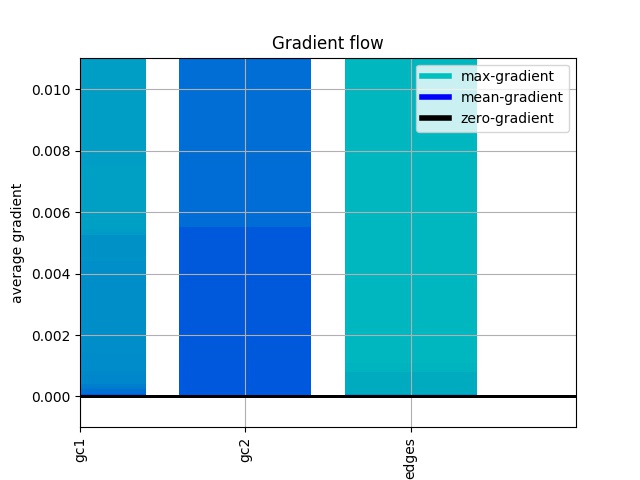 Gradient flow
max-gradient
mean-gradient
zero-gradient
average gradient
0.010
0.008
0.006
0.004
0.002
0.000
gc1
gc2
edges